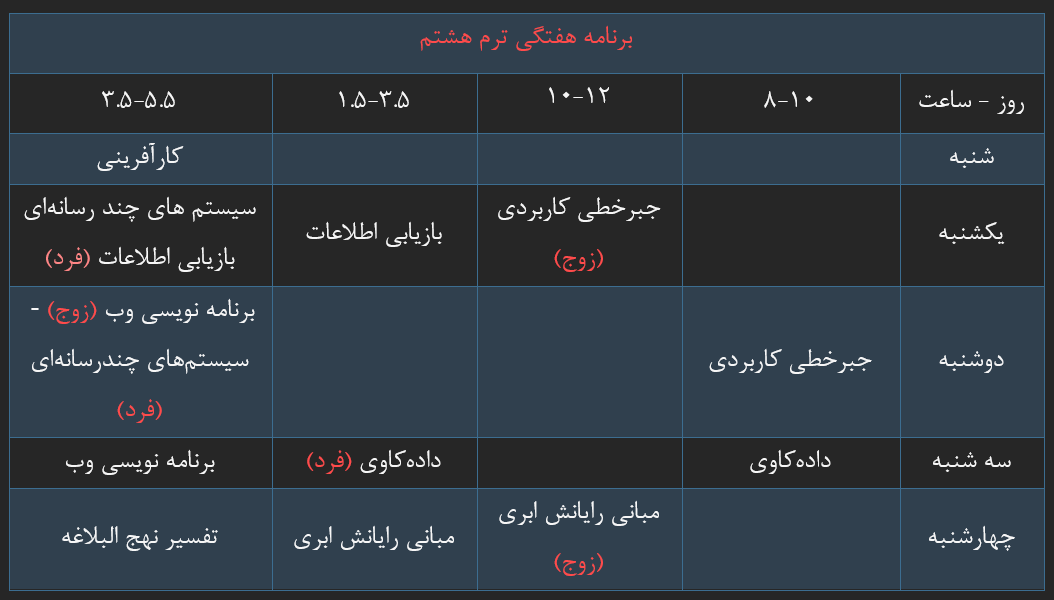 برنامه هفتگی ترم هشتم
روز - ساعت ۸-۱۰ ۱۰-۱۲ ۱.۵-۳.۵ ۳.۵-۵.۵
شنبه کارآفرینی
یکشنبه جبرخطی کاربردی (زوج) بازیابی اطلاعات سیستم های چند رسانه‌ای بازیابی اطلاعات (فرد)
دوشنبه جبرخطی کاربردی برنامه نویسی وب (زوج) - سیستم‌های چندرسانه‌ای (فرد)
سه شنبه داده‌کاوی داده‌کاوی (فرد) برنامه نویسی وب
چهارشنبه مبانی رایانش ابری (زوج) مبانی رایانش ابری تفسیر نهج البلاغه